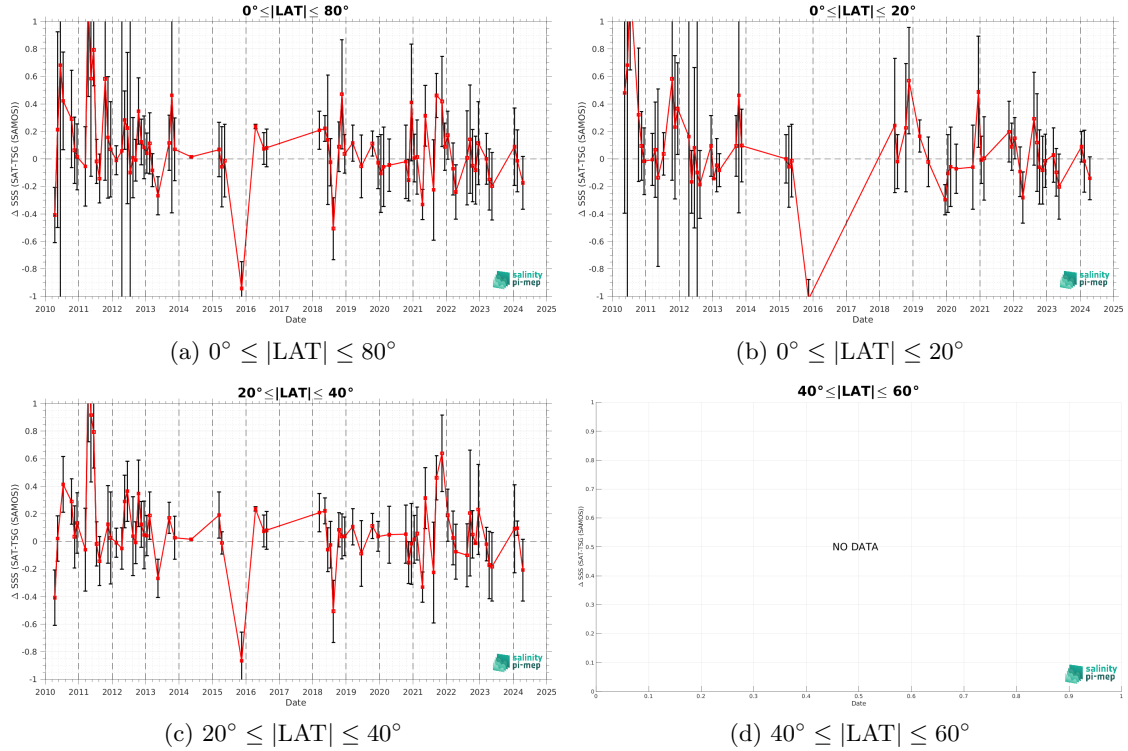 0°≤|LAT|≤ 80°
Δ SSS (SAT-TSG (SAMOS))
1
0.8
0.6
0.4
0.2
0
-0.2
-0.4
-0.6
-0.8
-1
2010 2011 2012 2013 2014 2015 2016 2017 2018 2019 2020 2021 2022 2023 2024 2025
Date
salinity
pi-mep
(a) 0° ≤ |LAT| ≤ 80°
0°≤|LAT|≤ 20°
Δ SSS (SAT-TSG (SAMOS))
1
0.8
0.6
0.4
0.2
0
-0.2
-0.4
-0.6
-0.8
-1
2010 2011 2012 2013 2014 2015 2016 2017 2018 2019 2020 2021 2022 2023 2024 2025
Date
salinity
pi-mep
(b) 0° ≤ |LAT| ≤ 20°
20°≤|LAT|≤ 40°
Δ SSS (SAT-TSG (SAMOS))
1
0.8
0.6
0.4
0.2
0
-0.2
-0.4
-0.6
-0.8
-1
2010 2011 2012 2013 2014 2015 2016 2017 2018 2019 2020 2021 2022 2023 2024 2025
Date
salinity
pi-mep
(c) 20° ≤ |LAT| ≤ 40°
40°≤|LAT|≤ 60°
Δ SSS (SAT-TSG (SAMOS))
1
0.9
0.8
0.7
0.6
0.5
0.4
0.3
0.2
0.1
0
NO DATA
0 0.1 0.2 0.3 0.4 0.5 0.6 0.7 0.8 0.9 1
Date
salinity
pi-mep
(d) 40° ≤ |LAT| ≤ 60°